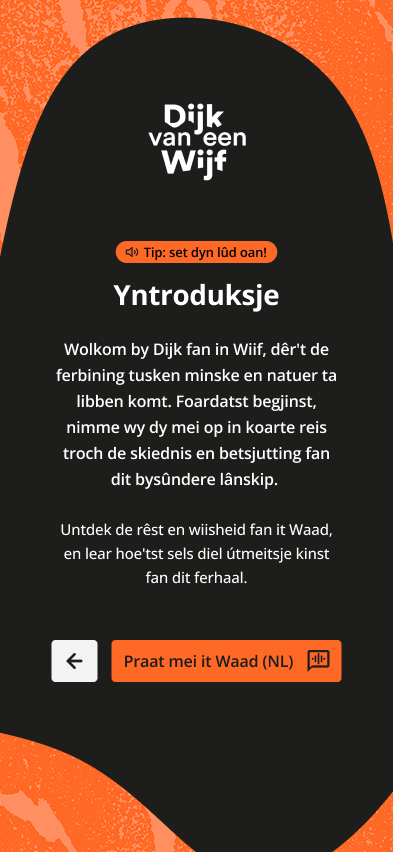 Dijk
van een
Wijf
Tip: set dyn lûd oan!
Yntroduksje
Wolkom by Dijk fan in Wiif, dêr't de
ferbining tusken minske en natuer ta
libben komt. Foardatst begjinst,
nimme wy dy mei op in koarte reis
troch de skiednis en betsjutting fan
dit bysûndere lânskip.
Untdek de rêst en wiisheid fan it Waad,
en lear hoe'tst sels diel útmeitsje kinst
fan dit ferhaal.
Praat mei it Waad (NL)